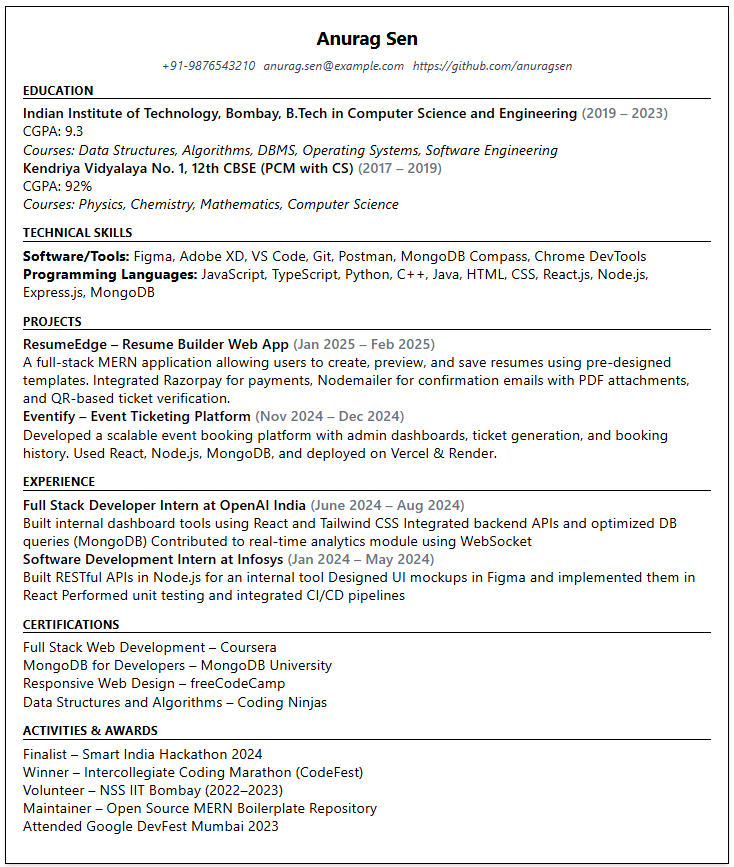 Anurag Sen
+91-9876543210 anurag.sen@example.com https://github.com/anuragsen
EDUCATION
Indian Institute of Technology, Bombay, B.Tech in Computer Science and Engineering (2019 – 2023)
CGPA: 9.3
Courses: Data Structures, Algorithms, DBMS, Operating Systems, Software Engineering
Kendriya Vidyalaya No. 1, 12th CBSE (PCM with CS) (2017 – 2019)
CGPA: 92%
Courses: Physics, Chemistry, Mathematics, Computer Science
TECHNICAL SKILLS
Software/Tools: Figma, Adobe XD, VS Code, Git, Postman, MongoDB Compass, Chrome DevTools
Programming Languages: JavaScript, TypeScript, Python, C++, Java, HTML, CSS, React.js, Node.js,
Express.js, MongoDB
PROJECTS
ResumeEdge – Resume Builder Web App (Jan 2025 – Feb 2025)
A full-stack MERN application allowing users to create, preview, and save resumes using pre-designed
templates. Integrated Razorpay for payments, Nodemailer for confirmation emails with PDF attachments,
and QR-based ticket verification.
Eventify – Event Ticketing Platform (Nov 2024 – Dec 2024)
Developed a scalable event booking platform with admin dashboards, ticket generation, and booking
history. Used React, Node.js, MongoDB, and deployed on Vercel & Render.
EXPERIENCE
Full Stack Developer Intern at OpenAI India (June 2024 – Aug 2024)
Built internal dashboard tools using React and Tailwind CSS Integrated backend APIs and optimized DB
queries (MongoDB) Contributed to real-time analytics module using WebSocket
Software Development Intern at Infosys (Jan 2024 – May 2024)
Built RESTful APIs in Node.js for an internal tool Designed UI mockups in Figma and implemented them in
React Performed unit testing and integrated CI/CD pipelines
CERTIFICATIONS
Full Stack Web Development – Coursera
MongoDB for Developers – MongoDB University
Responsive Web Design – freeCodeCamp
Data Structures and Algorithms – Coding Ninjas
ACTIVITIES & AWARDS
Finalist – Smart India Hackathon 2024
Winner – Intercollegiate Coding Marathon (CodeFest)
Volunteer – NSS IIT Bombay (2022–2023)
Maintainer – Open Source MERN Boilerplate Repository
Attended Google DevFest Mumbai 2023